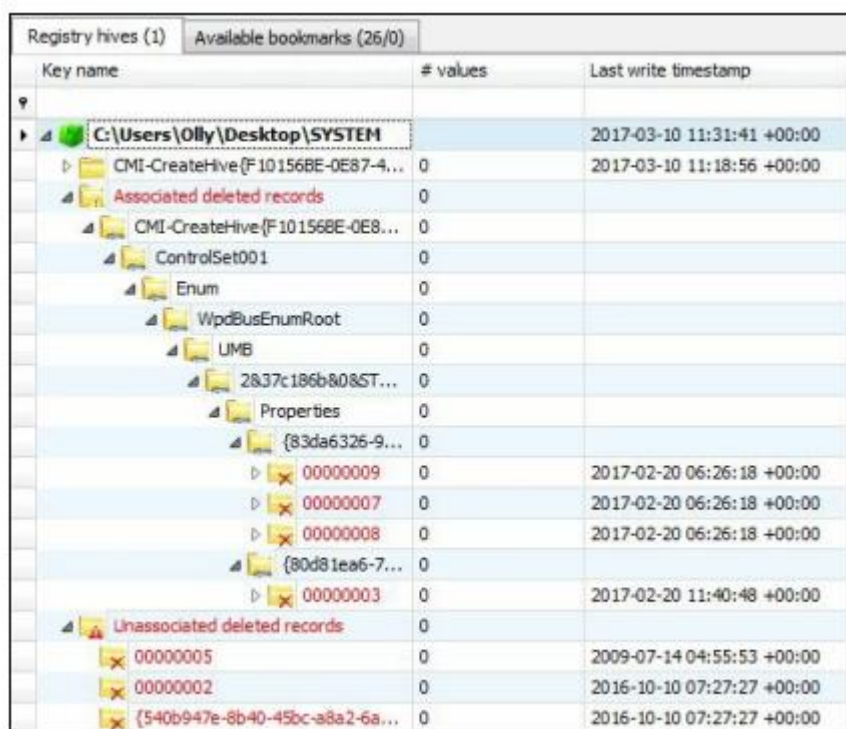 Registry hives (1) Available bookmarks (26/0)
Key name # values Last write timestamp
C:\Users\Olly\Desktop\SYSTEM 2017-03-10 11:31:41 +00:00
CMI-CreateHive{F10156BE-0E87-4... 0 2017-03-10 11:18:56 +00:00
Associated deleted records 0
CMI-CreateHive{F10156BE-0E8... 0
ControlSet001 0
Enum 0
WpdBusEnumRoot 0
UMB 0
2&37c186b&0&ST... 0
Properties 0
{83da6326-9... 0
00000009 0 2017-02-20 06:26:18 +00:00
00000007 0 2017-02-20 06:26:18 +00:00
00000008 0 2017-02-20 06:26:18 +00:00
{80d81ea6-7... 0
00000003 0 2017-02-20 11:40:48 +00:00
Unassociated deleted records 0
00000005 0 2009-07-14 04:55:53 +00:00
00000002 0 2016-10-10 07:27:27 +00:00
{540b947e-8b40-45bc-a8a2-6a... 0 2016-10-10 07:27:27 +00:00